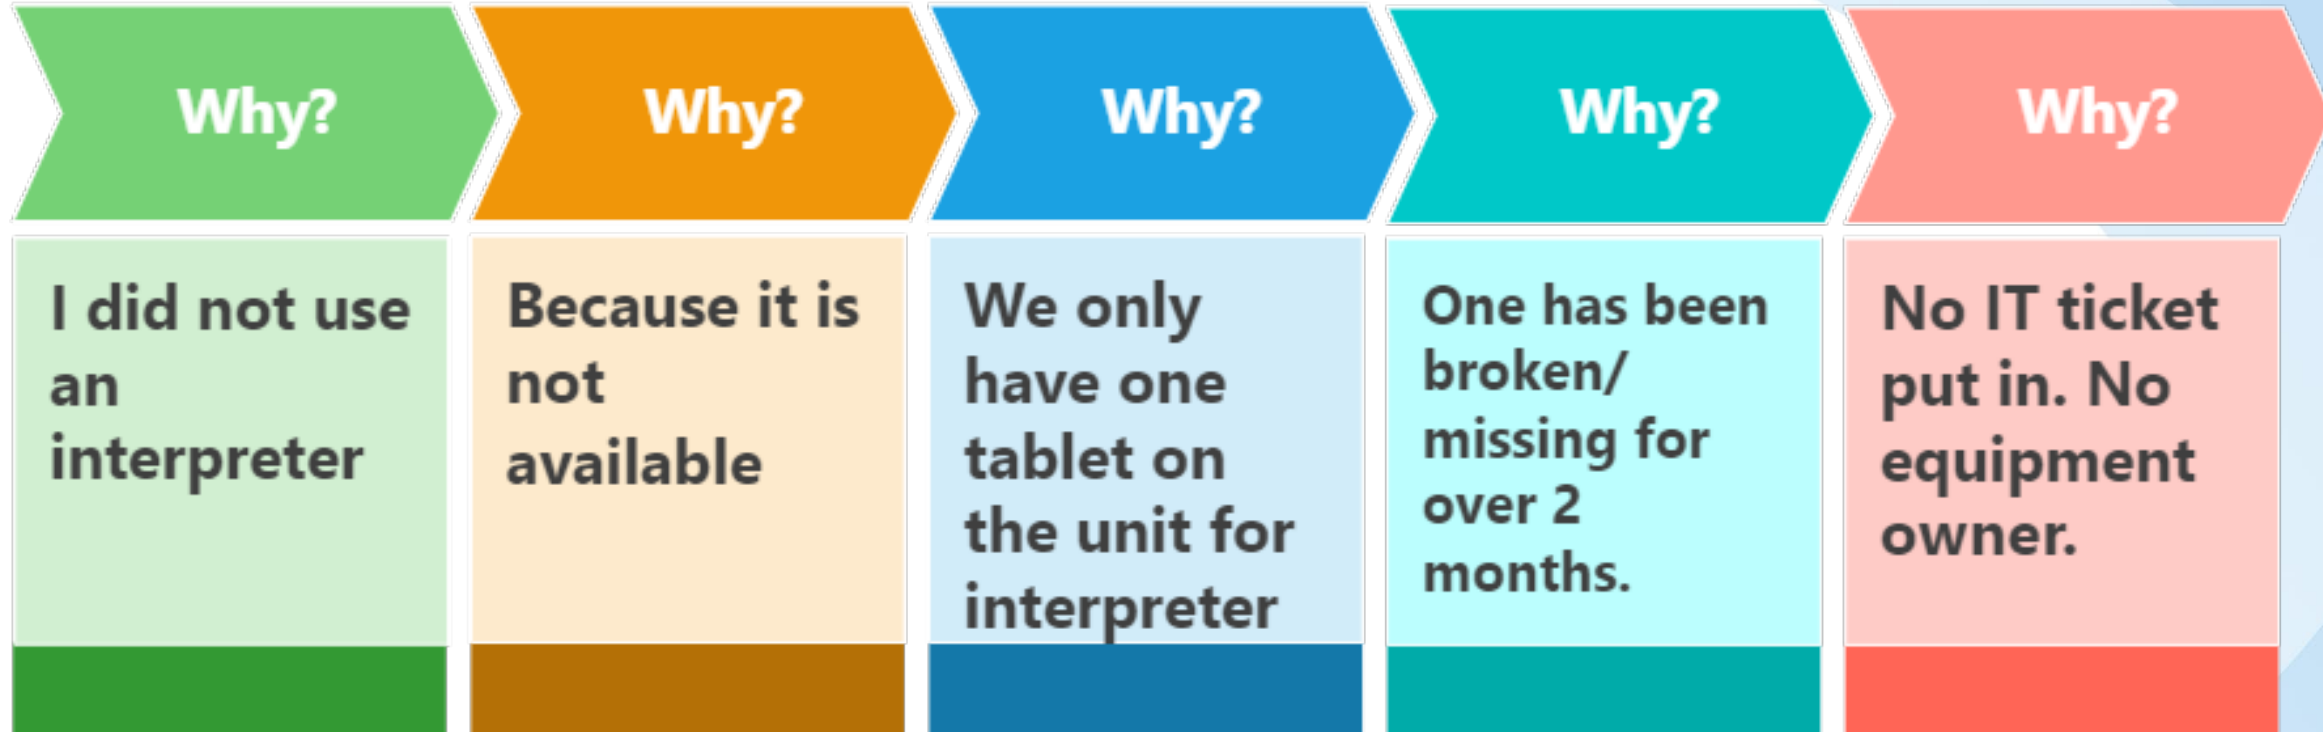 Why?
Why?
Why?
Why?
Why?
I did not use
an
interpreter
Because it is
not
available
We only
have one
tablet on
the unit for
interpreter
One has been
broken/
missing for
over 2
months.
No IT ticket
put in. No
equipment
owner.